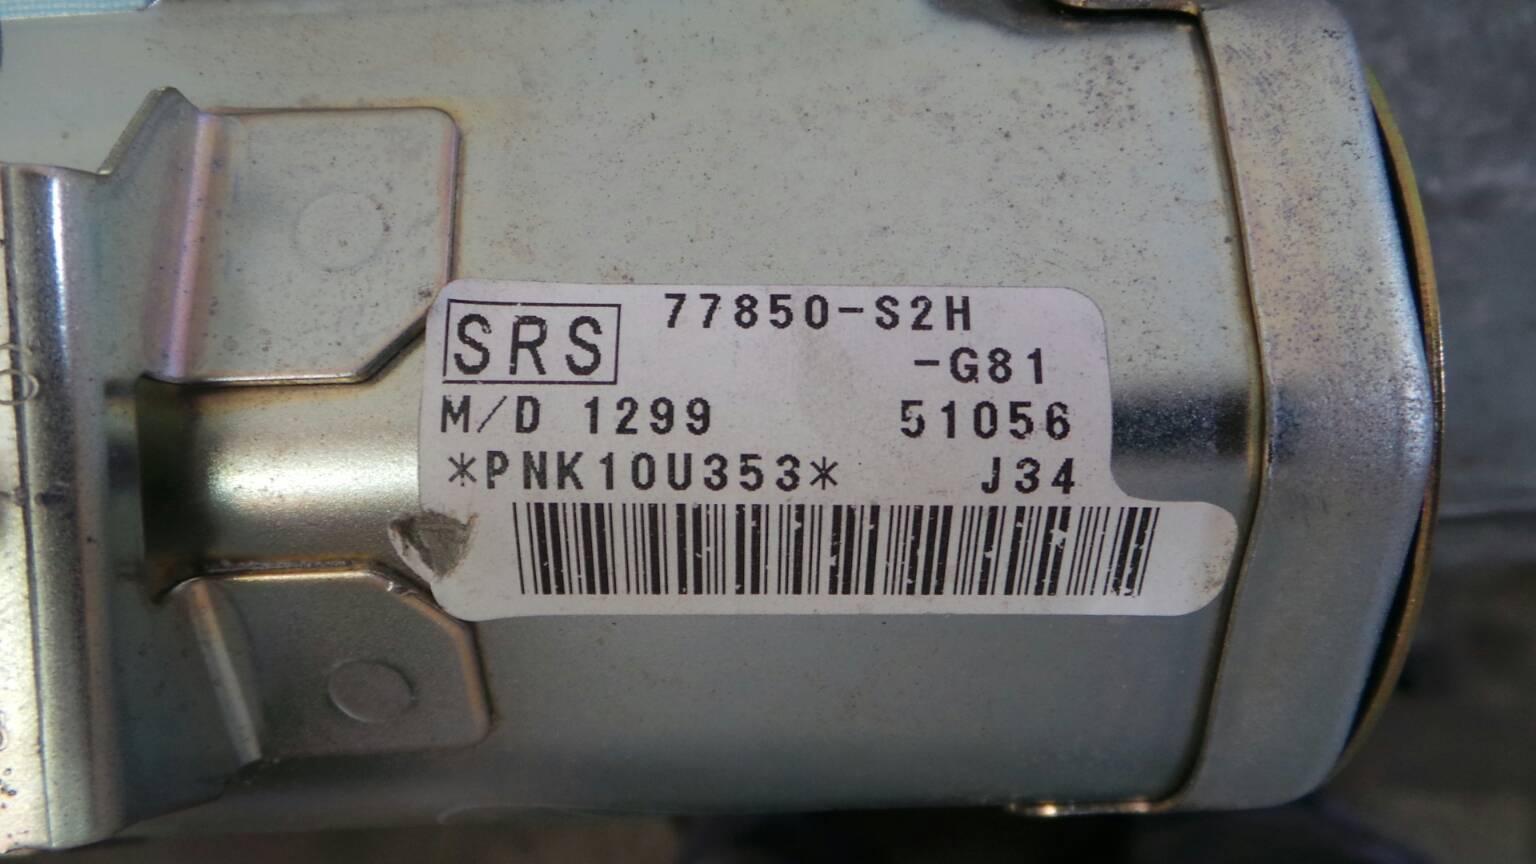 SRS 77850-S2H
-G81
M/D 1299 51056
*PNK10U353* J34